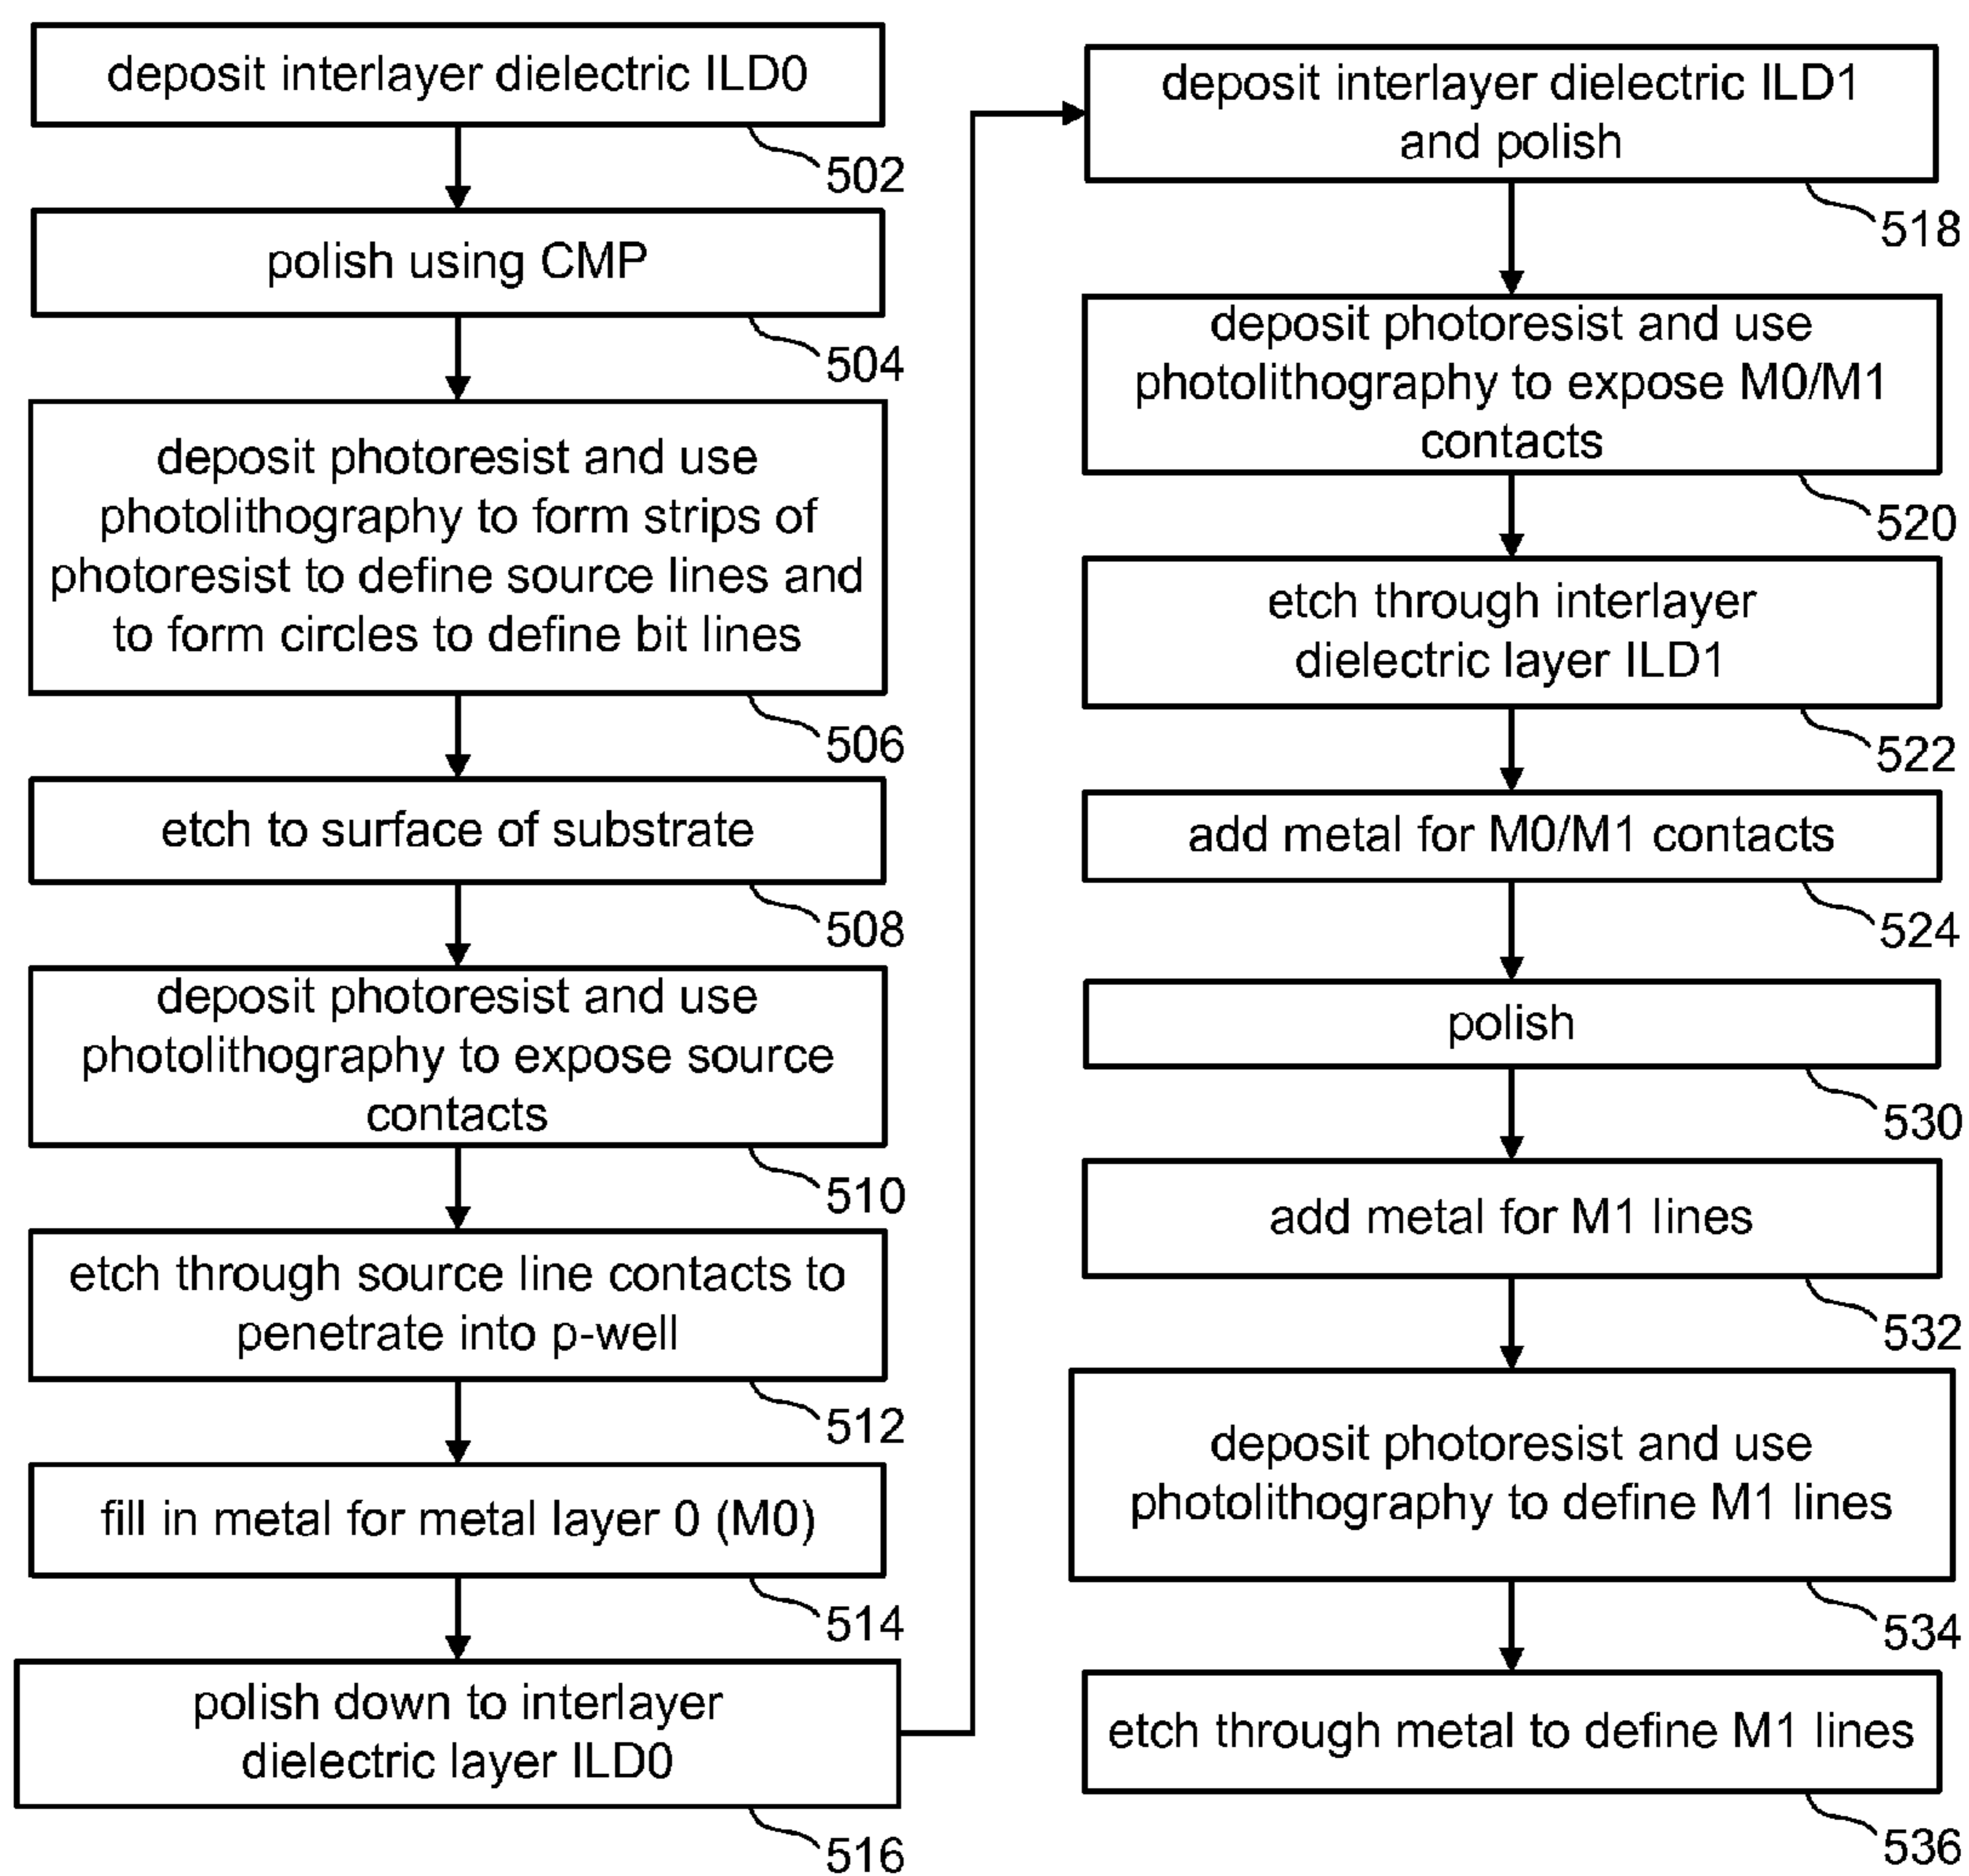 deposit interlayer dielectric ILD0
502
polish using CMP
504
deposit photoresist and use
photolithography to form strips of
photoresist to define source lines and
to form circles to define bit lines
506
etch to surface of substrate
508
deposit photoresist and use
photolithography to expose source
contacts
510
etch through source line contacts to
penetrate into p-well
512
fill in metal for metal layer 0 (M0)
514
polish down to interlayer
dielectric layer ILD0
516
deposit interlayer dielectric ILD1
and polish
518
deposit photoresist and use
photolithography to expose M0/M1
contacts
520
etch through interlayer
dielectric layer ILD1
522
add metal for M0/M1 contacts
524
polish
530
add metal for M1 lines
532
deposit photoresist and use
photolithography to define M1 lines
534
etch through metal to define M1 lines
536